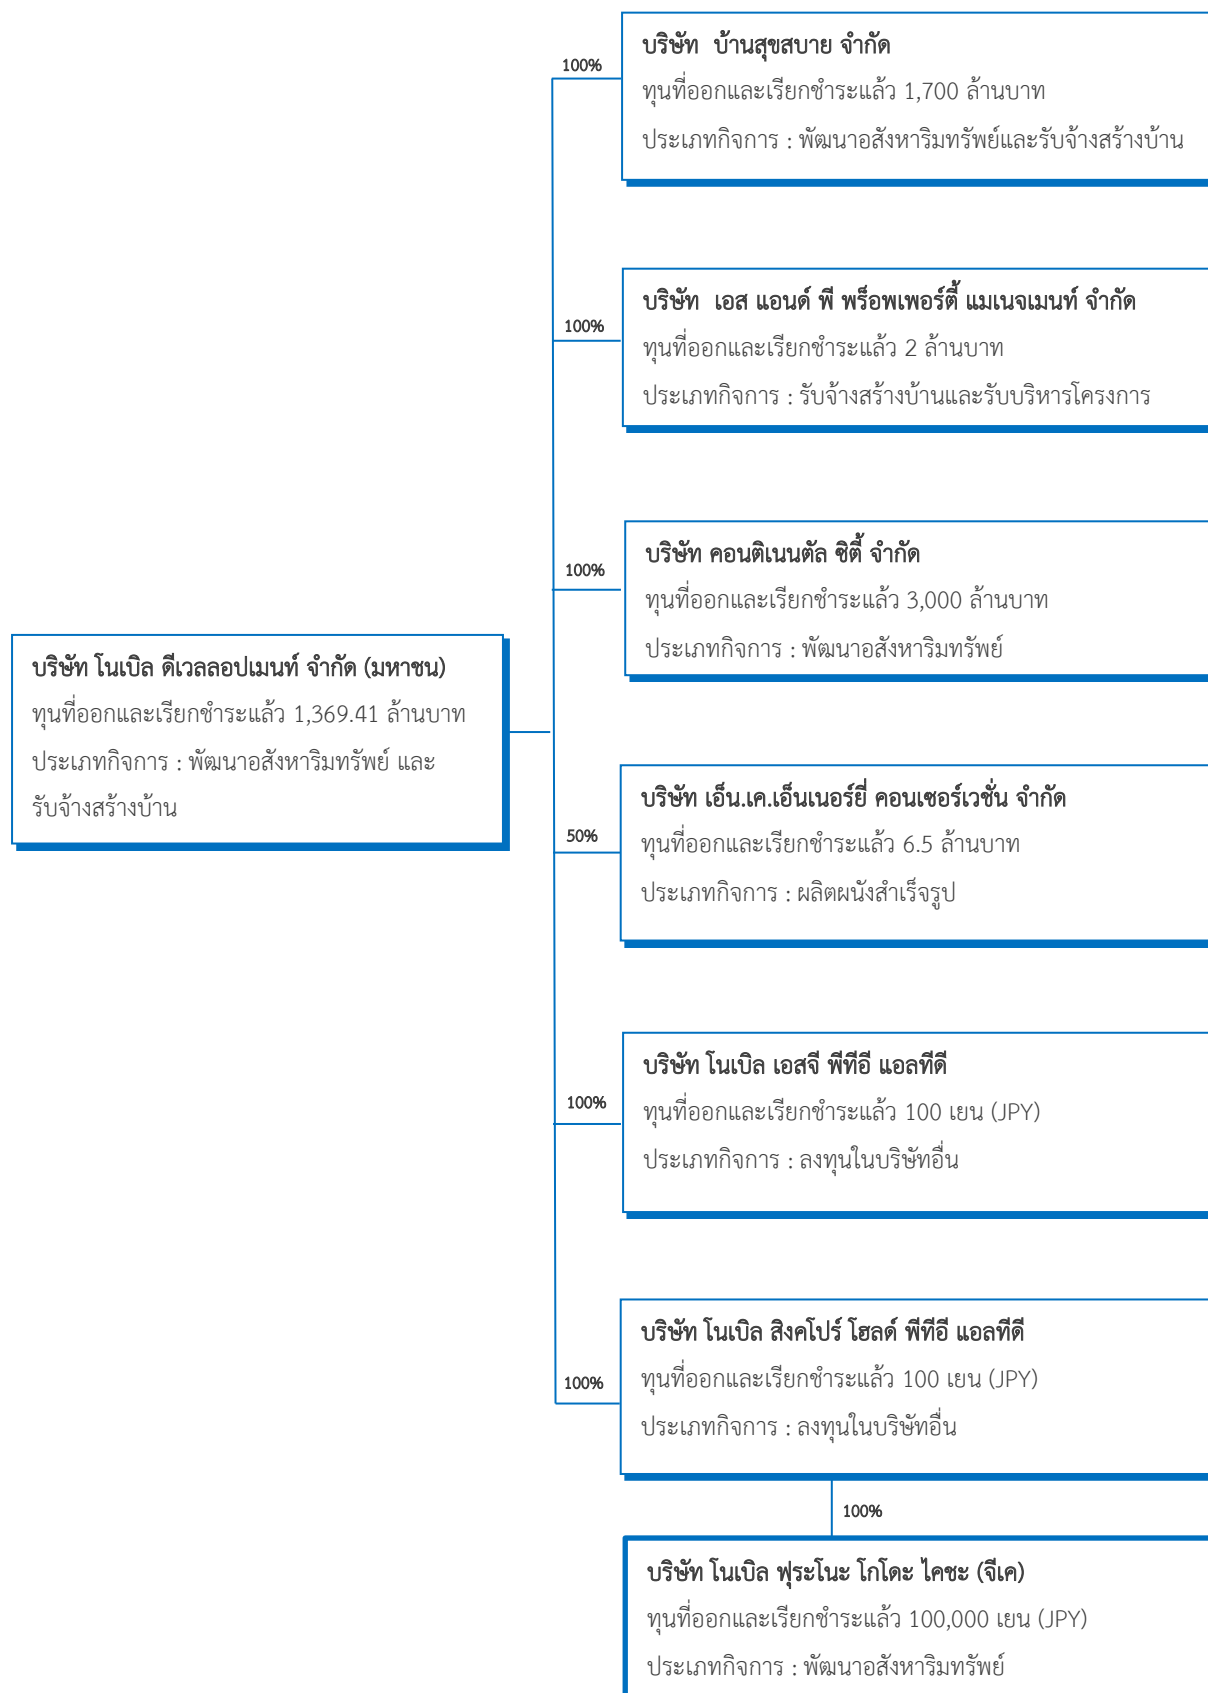 100%
บริษัท  บ้านสุขสบาย จำกัด
ทุนที่ออกและเรียกชำระแล้ว 1,700 ล้านบาท
ประเภทกิจการ : พัฒนาอสังหาริมทรัพย์และรับจ้างสร้างบ้าน
100%
บริษัท  เอส แอนด์ พี พร็อพเพอร์ตี้ แมเนจเมนท์ จำกัด
ทุนที่ออกและเรียกชำระแล้ว 2 ล้านบาท
ประเภทกิจการ : รับจ้างสร้างบ้านและรับบริหารโครงการ
100%
บริษัท คอนติเนนตัล ซิตี้ จำกัด
ทุนที่ออกและเรียกชำระแล้ว 3,000 ล้านบาท
ประเภทกิจการ : พัฒนาอสังหาริมทรัพย์
บริษัท โนเบิล ดีเวลลอปเมนท์ จำกัด (มหาชน)
ทุนที่ออกและเรียกชำระแล้ว 1,369.41 ล้านบาท
ประเภทกิจการ : พัฒนาอสังหาริมทรัพย์ และ
รับจ้างสร้างบ้าน
50%
บริษัท เอ็น.เค.เอ็นเนอร์ยี่ คอนเซอร์เวชั่น จำกัด
ทุนที่ออกและเรียกชำระแล้ว 6.5 ล้านบาท
ประเภทกิจการ : ผลิตผนังสำเร็จรูป
100%
บริษัท โนเบิล เอสจี พีทีอี แอลทีดี
ทุนที่ออกและเรียกชำระแล้ว 100 เยน (JPY)
ประเภทกิจการ : ลงทุนในบริษัทอื่น
100%
บริษัท โนเบิล สิงคโปร์ โฮลด์ พีทีอี แอลทีดี
ทุนที่ออกและเรียกชำระแล้ว 100 เยน (JPY)
ประเภทกิจการ : ลงทุนในบริษัทอื่น
100%
บริษัท โนเบิล ฟุระโนะ โกโดะ ไคชะ (จีเค)
ทุนที่ออกและเรียกชำระแล้ว 100,000 เยน (JPY)
ประเภทกิจการ : พัฒนาอสังหาริมทรัพย์